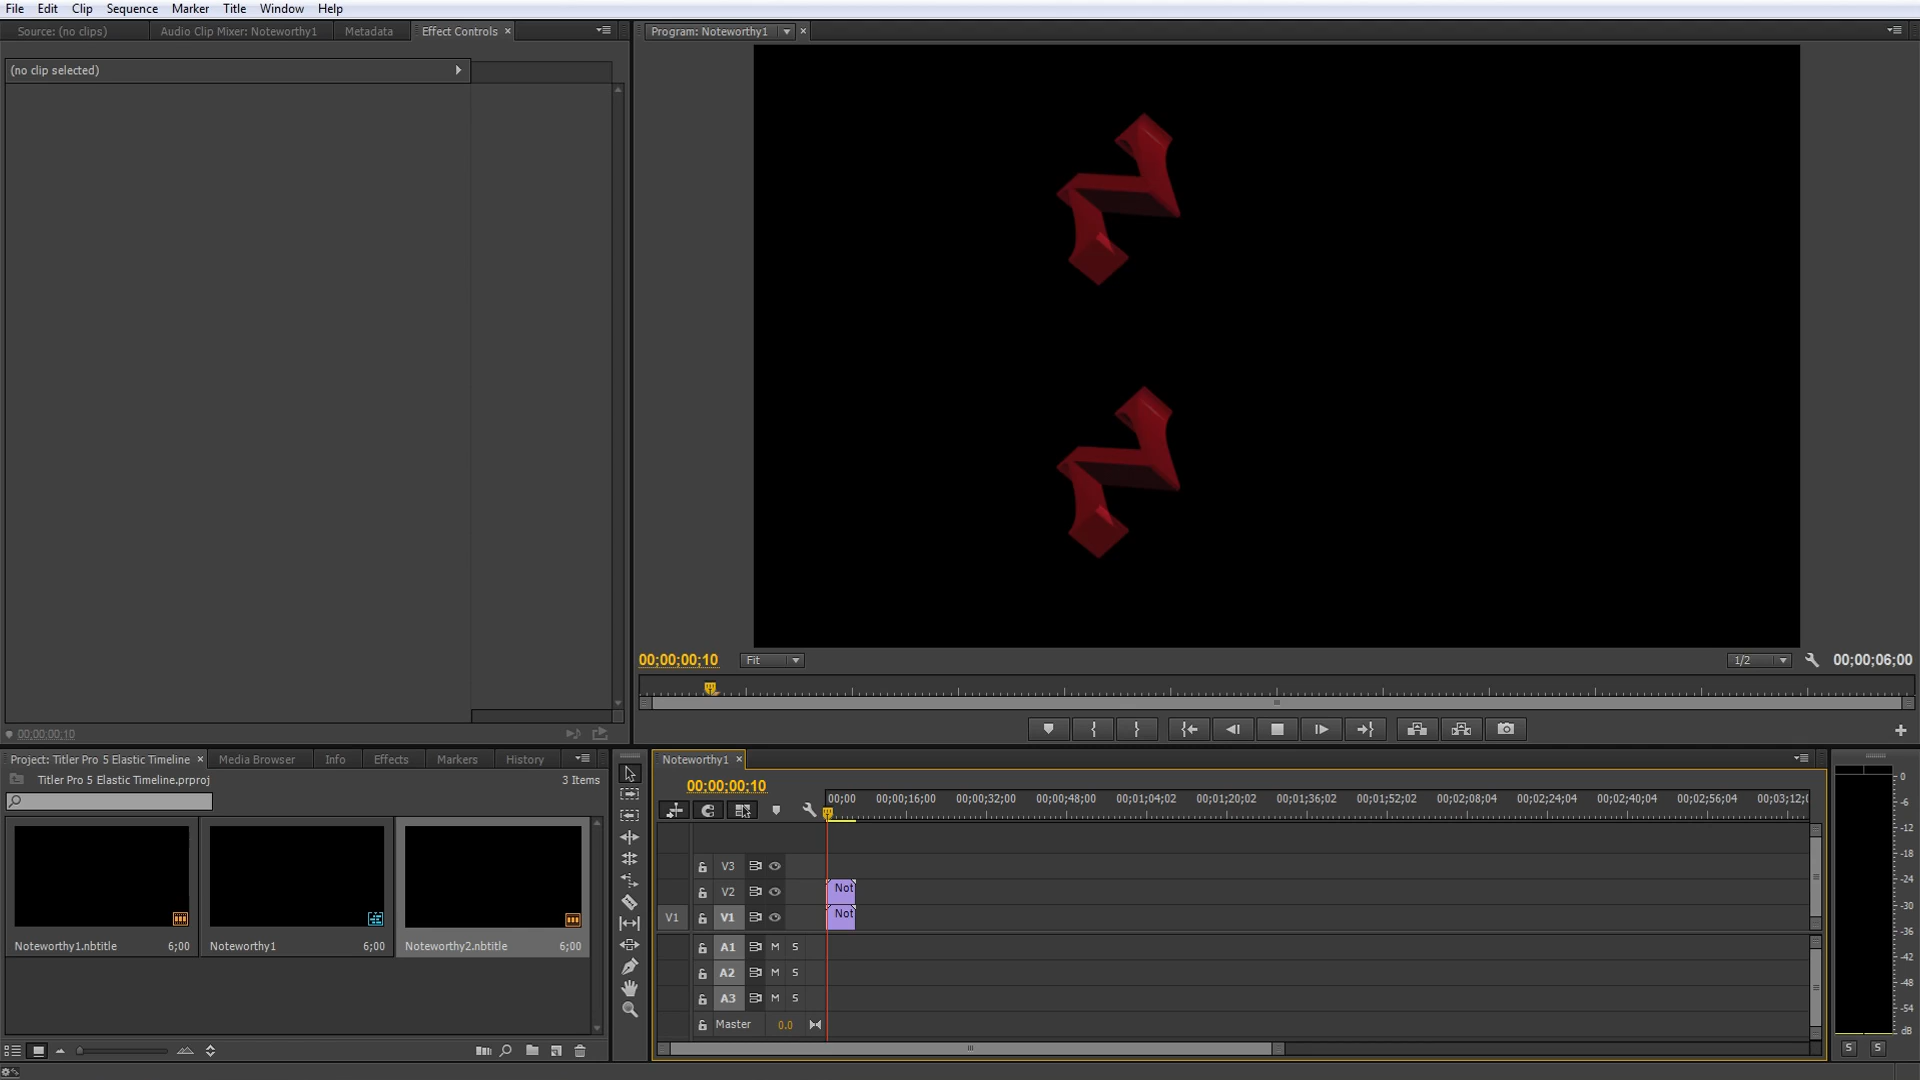 File Edit Clip Sequence Marker Title Window Help
Source: (no clips) Audio Clip Mixer: Noteworthy1 Metadata Effect Controls
Program: Noteworthy1
(no clip selected)
00;00;00;10 Fit 1/2 00;00;06;00
00;00;00;10
Project: Titler Pro 5 Elastic Timeline Media Browser Info Effects Markers History
Titler Pro 5 Elastic Timeline.prproj 3 Items
Noteworthy1.nbtitle 6;00 Noteworthy1 6;00 Noteworthy2.nbtitle 6;00
Noteworthy1
00;00;00;10
00;00 00;00;16;00 00;00;32;00 00;00;48;00 00;01;04;02 00;01;20;02 00;01;36;02 00;01;52;02 00;02;08;04 00;02;24;04 00;02;40;04 00;02;56;04 00;03;12;0
V3
V2 Not
V1 V1 Not
A1 M S
A2 M S
A3 M S
Master 0.0
0
-6
-12
-18
-24
-30
-36
-42
-48
-54
dB
S S